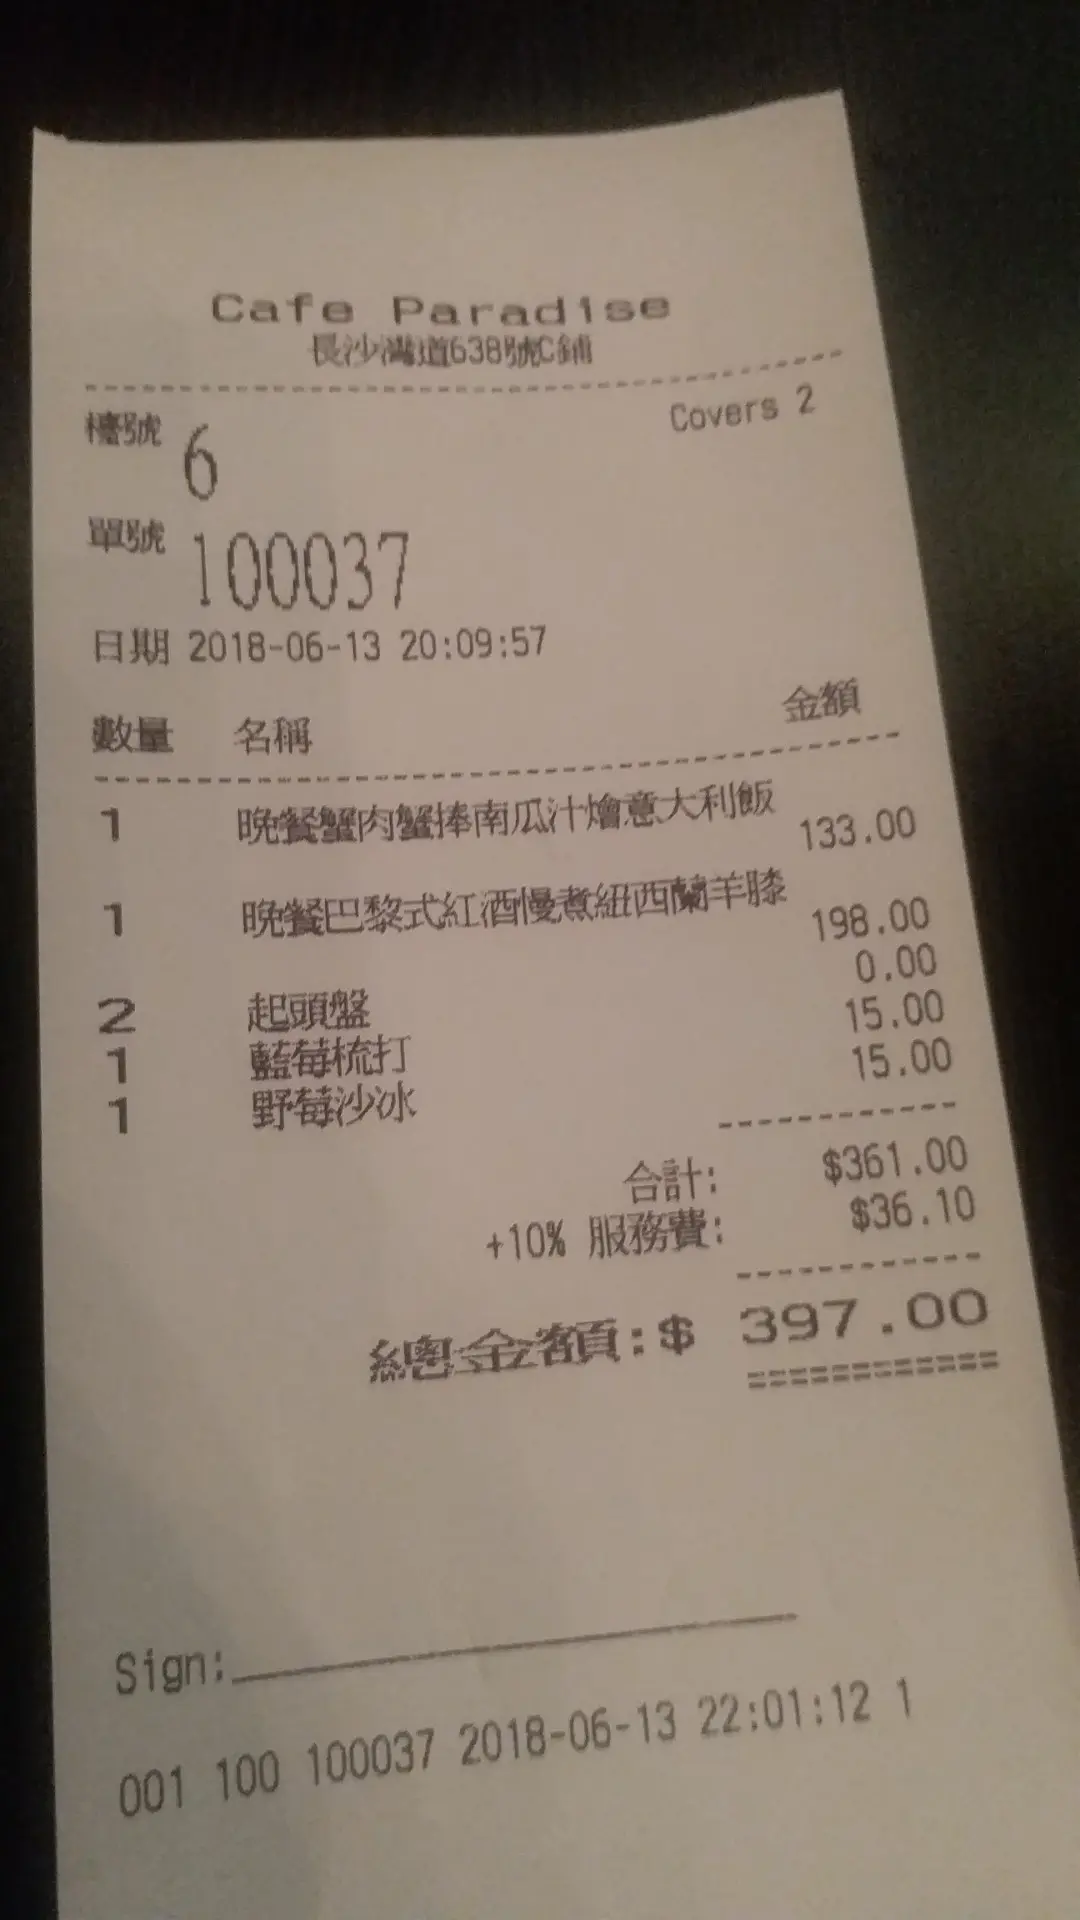 Cafe Paradise
長沙灣道638號C鋪
檯號 6 Covers 2
單號 100037
日期 2018-06-13 20:09:57
數量 名稱 金額
1 晚餐蟹肉蟹捧南瓜汁燴意大利飯 133.00
1 晚餐巴黎式紅酒慢煮紐西蘭羊膝 198.00
2 起頭盤 0.00
1 藍莓梳打 15.00
1 野莓沙冰 15.00
合計: $361.00
+10% 服務費: $36.10
總金額:$ 397.00
Sign:
001 100 100037 2018-06-13 22:01:12 1